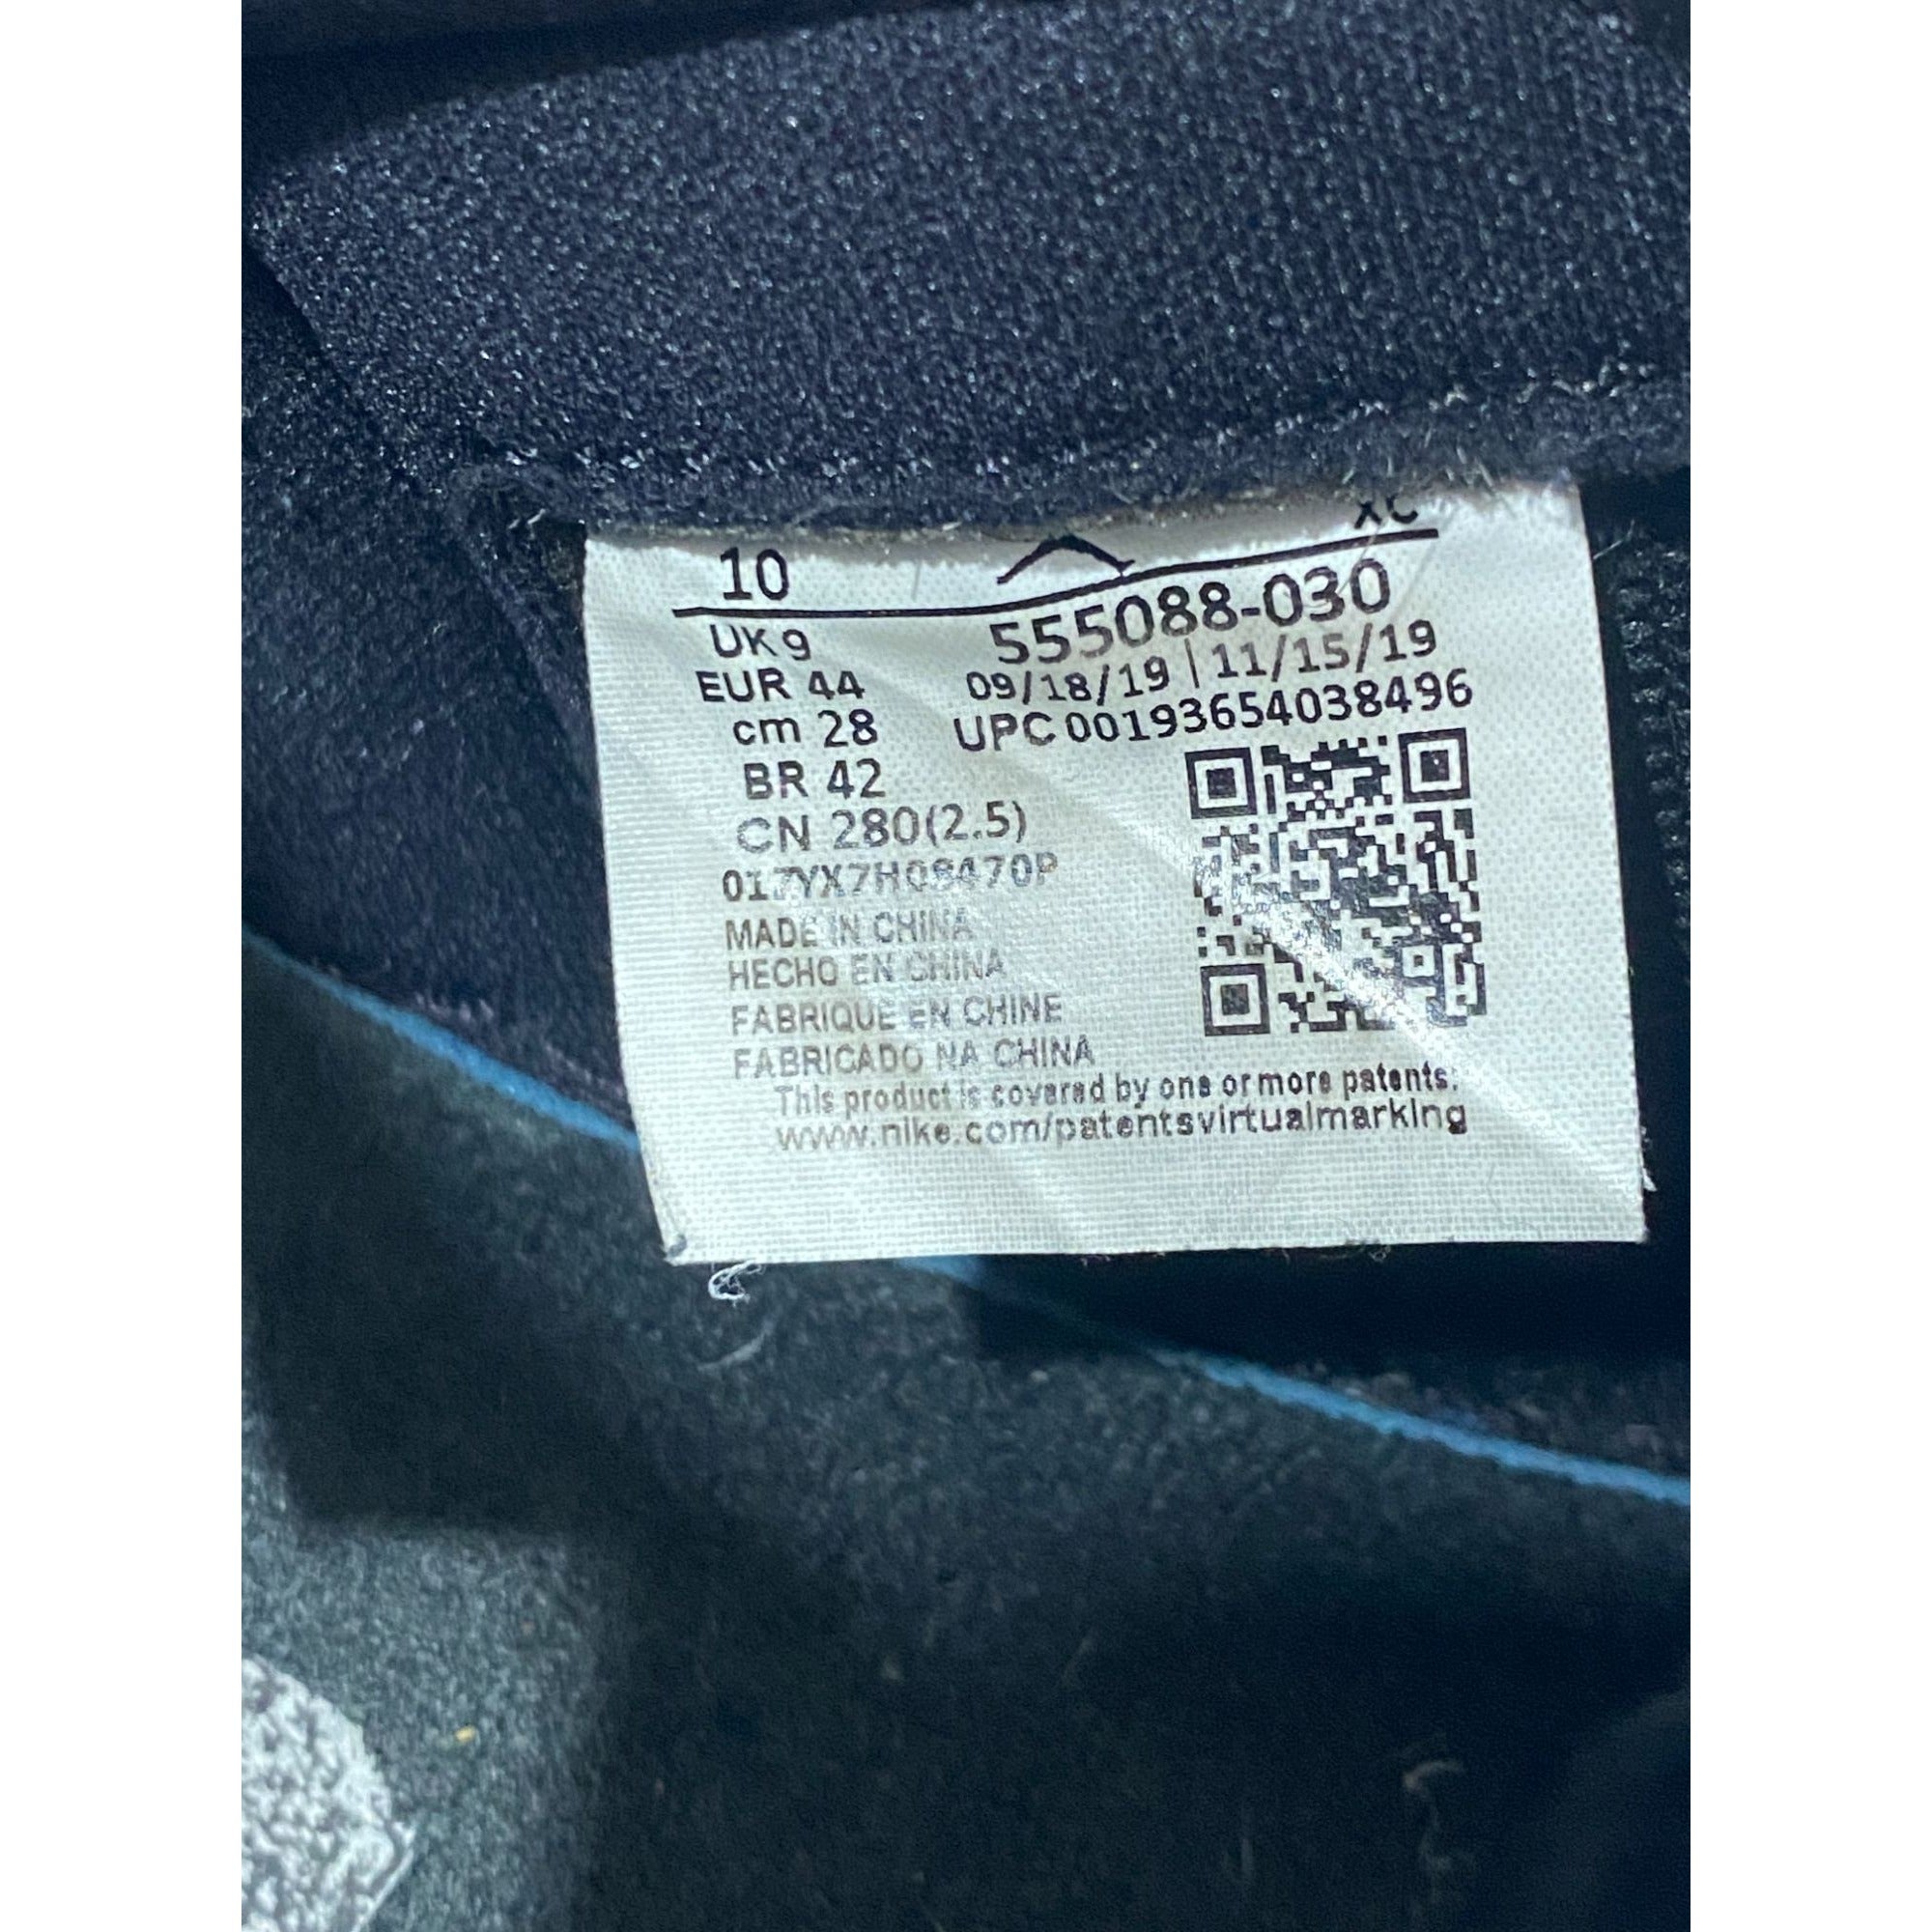 10 XC
UK 9
555088-030
EUR 44
09/18/19 | 11/15/19
cm 28
UPC 00193654038496
BR 42
CN 280(2.5)
017YX7H08470P
MADE IN CHINA
HECHO EN CHINA
FABRIQUE EN CHINE
FABRICADO NA CHINA
This product is covered by one or more patents.
www.nike.com/patentsvirtualmarking